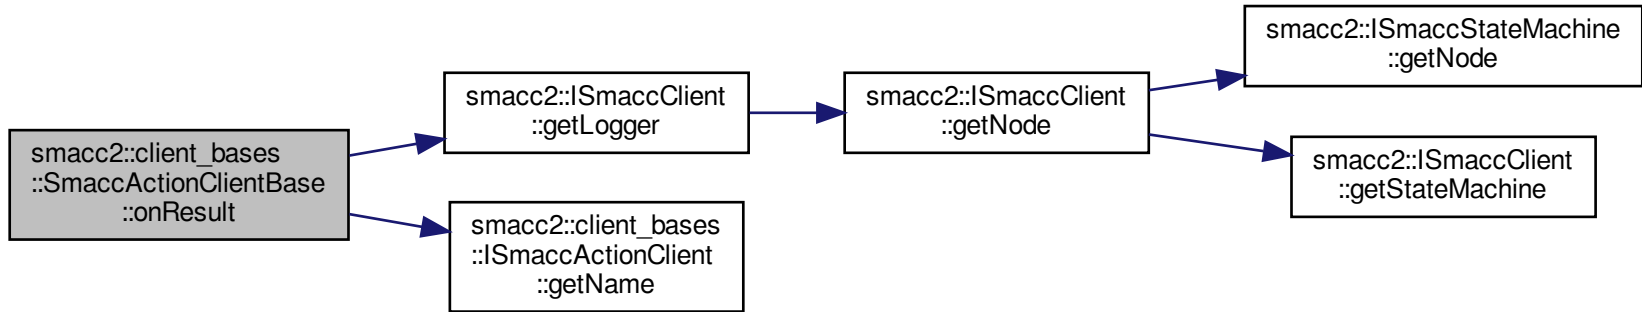 smacc2::client_bases
::SmaccActionClientBase
::onResult
smacc2::ISmaccClient
::getLogger
smacc2::client_bases
::ISmaccActionClient
::getName
smacc2::ISmaccClient
::getNode
smacc2::ISmaccStateMachine
::getNode
smacc2::ISmaccClient
::getStateMachine